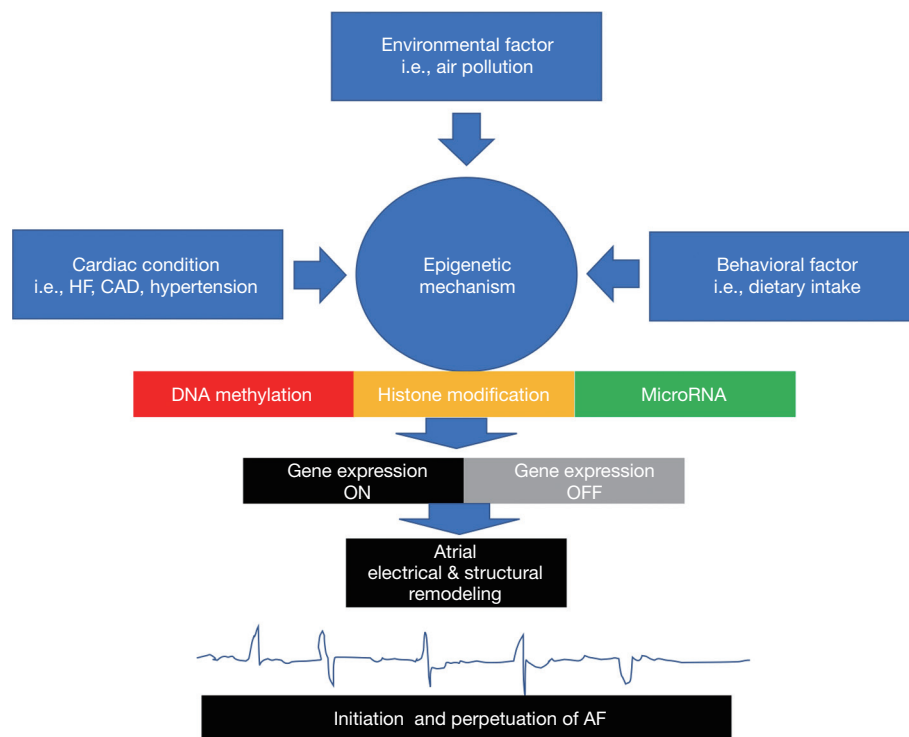 Environmental factor
i.e., air pollution
Cardiac condition
i.e., HF, CAD, hypertension
Epigenetic
mechanism
Behavioral factor
i.e., dietary intake
DNA methylation
Histone modification
MicroRNA
Gene expression
ON
Gene expression
OFF
Atrial
electrical & structural
remodeling
Initiation and perpetuation of AF